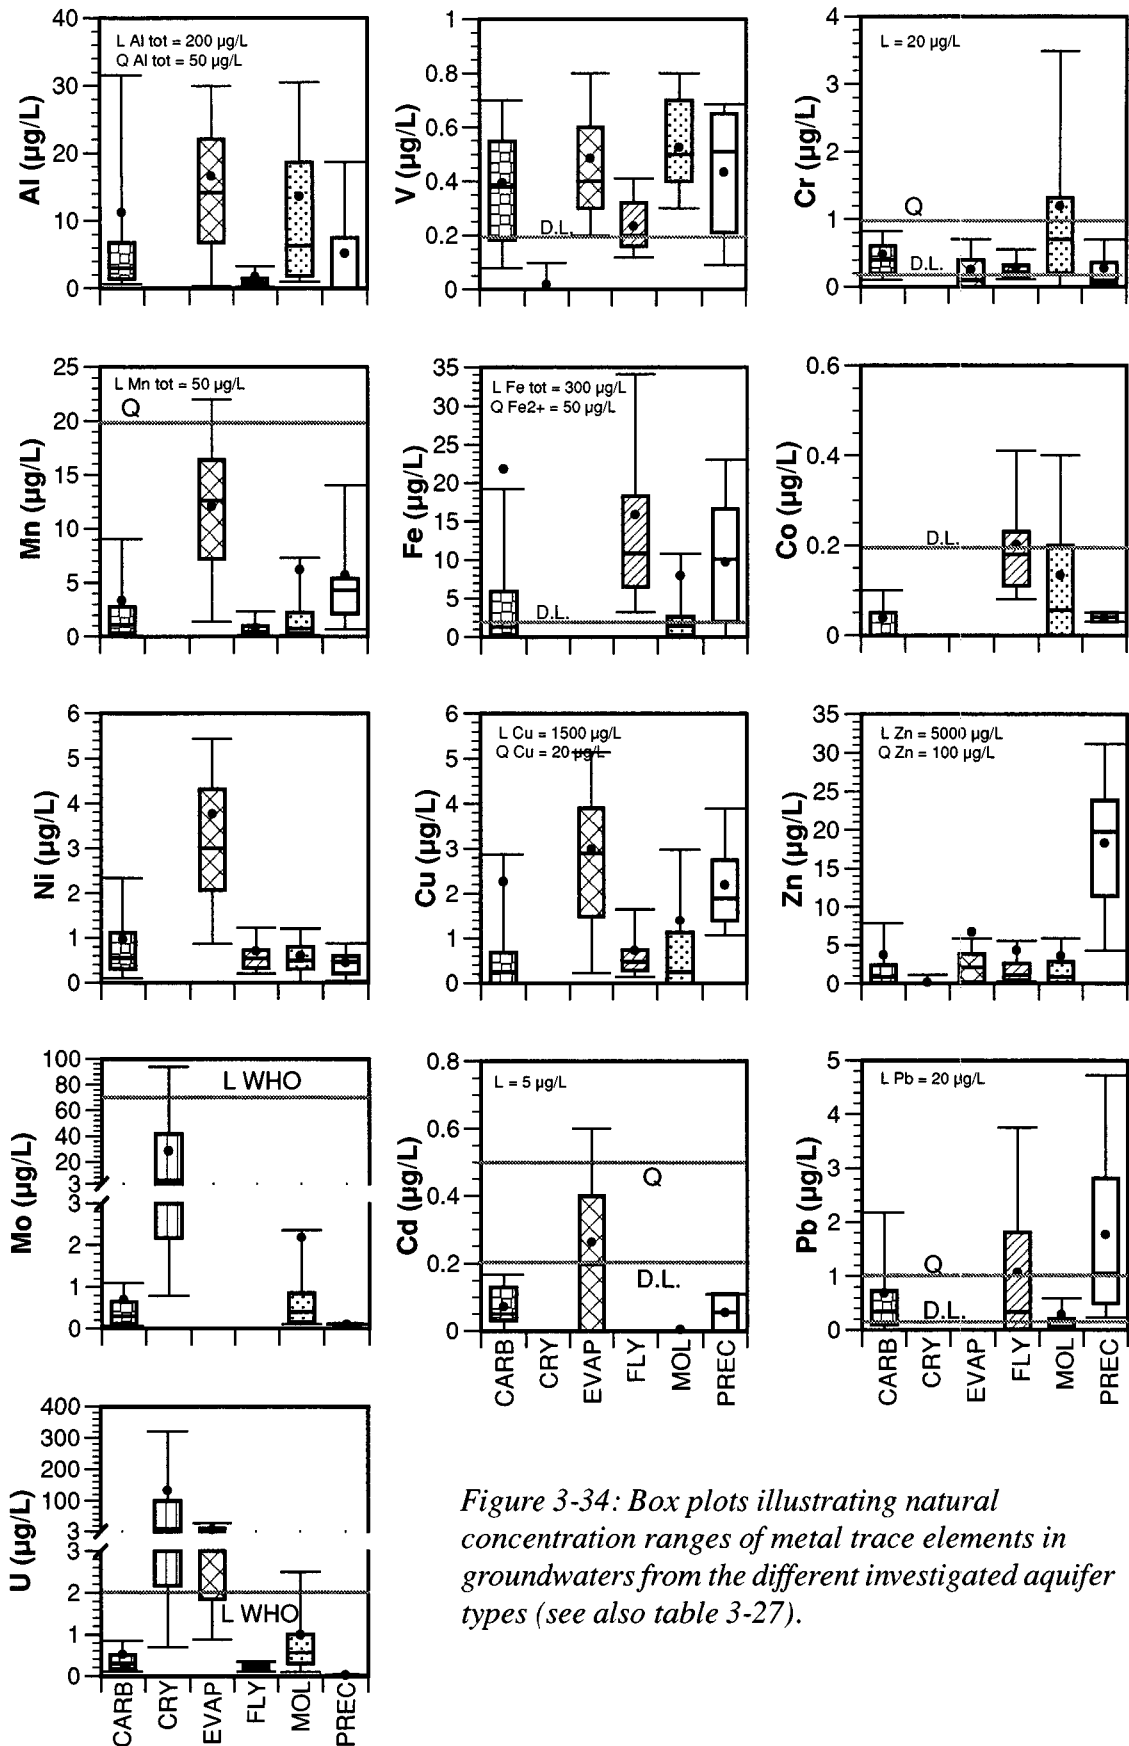 40
30
20
10
0
Al (µg/L)
L Al tot = 200 µg/L
Q Al tot = 50 µg/L
1
0.8
0.6
0.4
0.2
0
V (µg/L)
D.L.
4
3
2
1
0
Cr (µg/L)
L = 20 µg/L
Q
D.L.
25
20
15
10
5
0
Mn (µg/L)
L Mn tot = 50 µg/L
Q
35
30
25
20
15
10
5
0
Fe (µg/L)
L Fe tot = 300 µg/L
Q Fe2+ = 50 µg/L
D.L.
0.6
0.4
0.2
0
Co (µg/L)
D.L.
6
5
4
3
2
1
0
Ni (µg/L)
6
5
4
3
2
1
0
Cu (µg/L)
L Cu = 1500 µg/L
Q Cu = 20 µg/L
35
30
25
20
15
10
5
0
Zn (µg/L)
L Zn = 5000 µg/L
Q Zn = 100 µg/L
100
80
60
40
20
3
3
2
1
0
Mo (µg/L)
L WHO
0.8
0.6
0.4
0.2
0
Cd (µg/L)
L = 5 µg/L
Q
D.L.
CARB
CRY
EVAP
FLY
MOL
PREC
5
4
3
2
1
0
Pb (µg/L)
L Pb = 20 µg/L
Q
D.L.
CARB
CRY
EVAP
FLY
MOL
PREC
400
300
200
100
3
3
2
1
0
U (µg/L)
L WHO
CARB
CRY
EVAP
FLY
MOL
PREC
Figure 3-34: Box plots illustrating natural
concentration ranges of metal trace elements in
groundwaters from the different investigated aquifer
types (see also table 3-27).